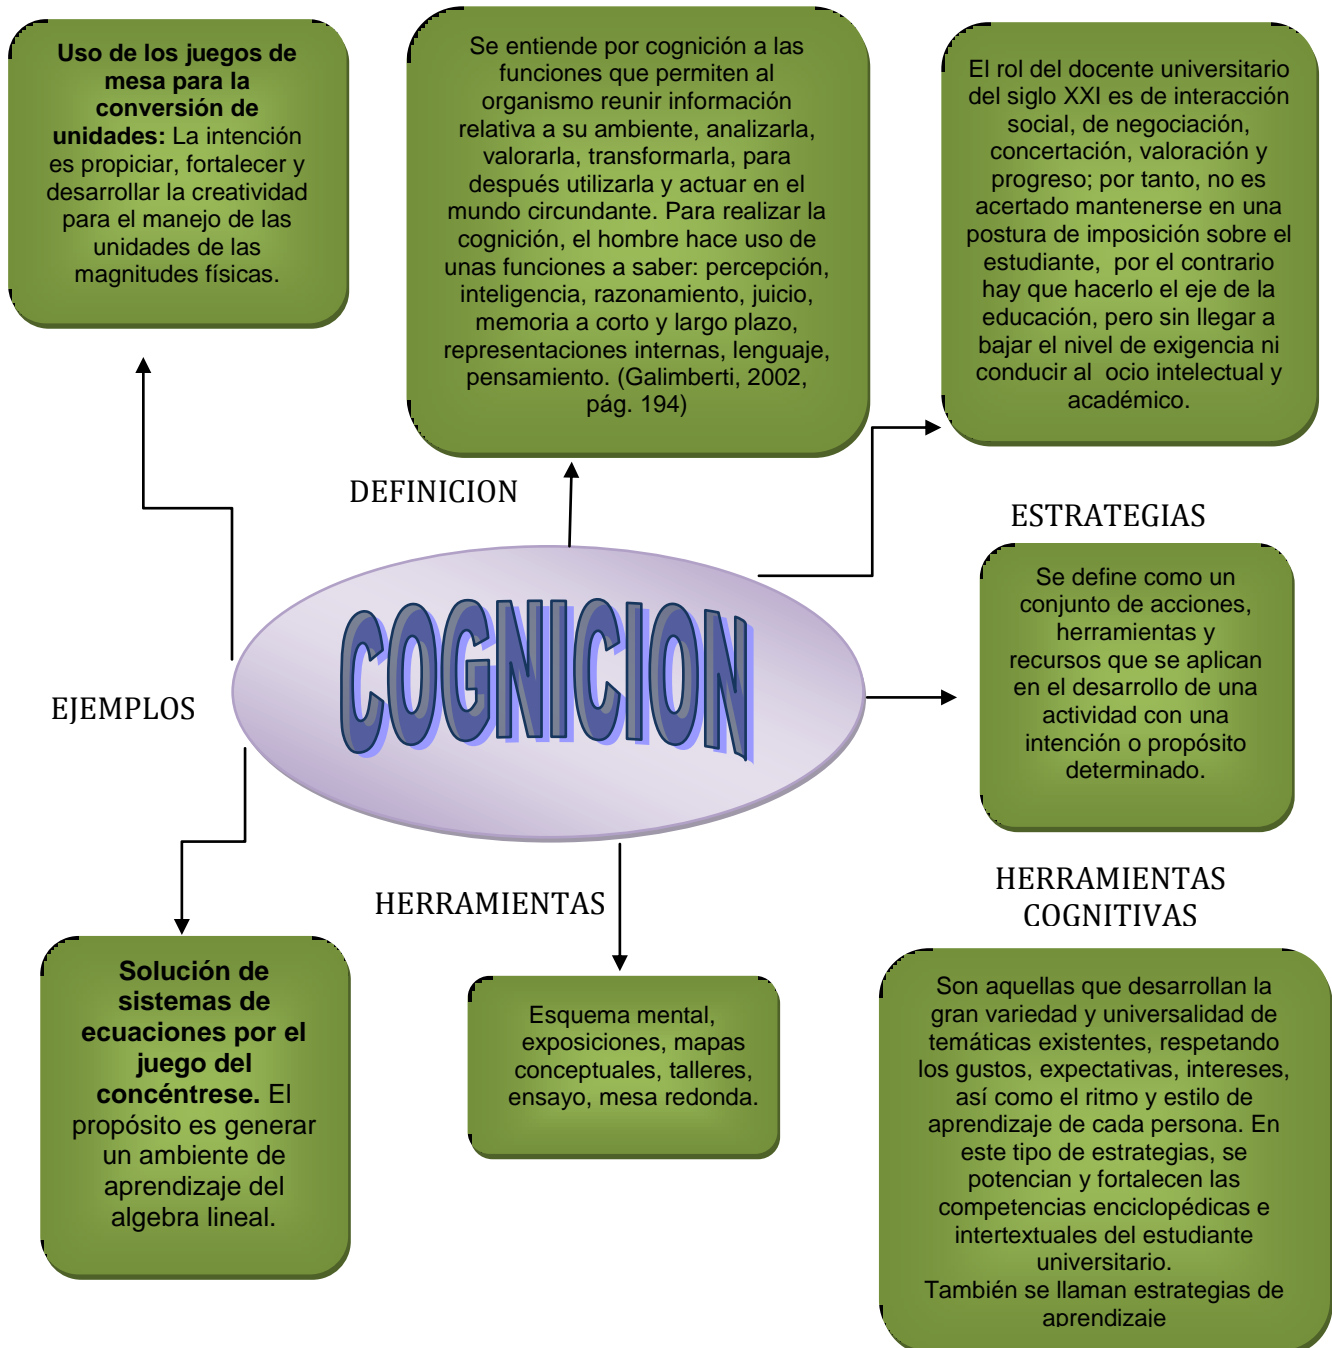 Uso de los juegos de
mesa para la
conversión de
unidades: La intención
es propiciar, fortalecer y
desarrollar la creatividad
para el manejo de las
unidades de las
magnitudes físicas.
Se entiende por cognición a las
funciones que permiten al
organismo reunir información
relativa a su ambiente, analizarla,
valorarla, transformarla, para
después utilizarla y actuar en el
mundo circundante. Para realizar la
cognición, el hombre hace uso de
unas funciones a saber: percepción,
inteligencia, razonamiento, juicio,
memoria a corto y largo plazo,
representaciones internas, lenguaje,
pensamiento. (Galimberti, 2002,
pág. 194)
El rol del docente universitario
del siglo XXI es de interacción
social, de negociación,
concertación, valoración y
progreso; por tanto, no es
acertado mantenerse en una
postura de imposición sobre el
estudiante, por el contrario
hay que hacerlo el eje de la
educación, pero sin llegar a
bajar el nivel de exigencia ni
conducir al ocio intelectual y
académico.
DEFINICION
ESTRATEGIAS
Se define como un
conjunto de acciones,
herramientas y
recursos que se aplican
en el desarrollo de una
actividad con una
intención o propósito
determinado.
COGNICION
EJEMPLOS
HERRAMIENTAS
HERRAMIENTAS
COGNITIVAS
Solución de
sistemas de
ecuaciones por el
juego del
concéntrese. El
propósito es generar
un ambiente de
aprendizaje del
algebra lineal.
Esquema mental,
exposiciones, mapas
conceptuales, talleres,
ensayo, mesa redonda.
Son aquellas que desarrollan la
gran variedad y universalidad de
temáticas existentes, respetando
los gustos, expectativas, intereses,
así como el ritmo y estilo de
aprendizaje de cada persona. En
este tipo de estrategias, se
potencian y fortalecen las
competencias enciclopédicas e
intertextuales del estudiante
universitario.
También se llaman estrategias de
aprendizaje